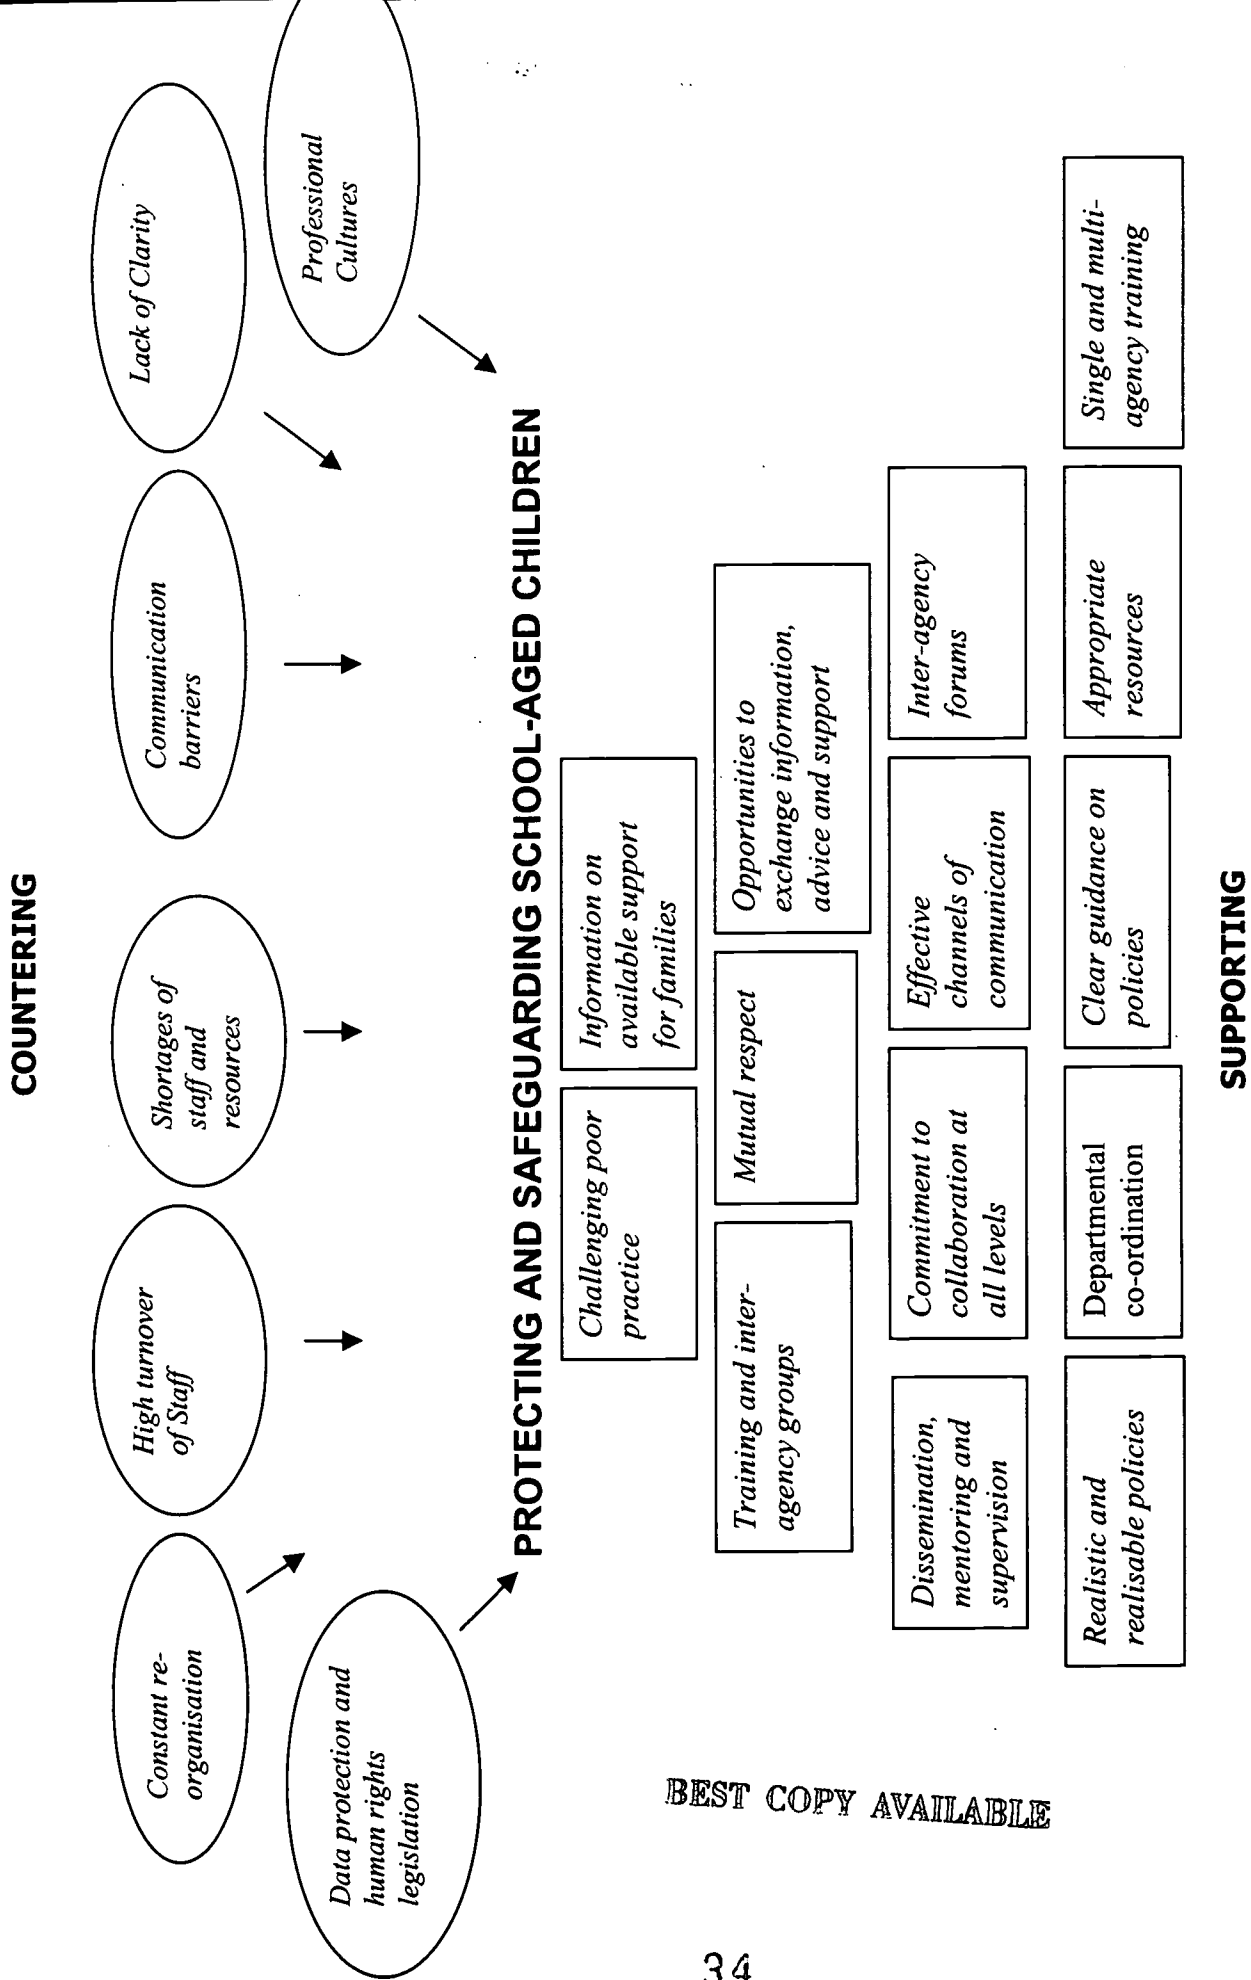 COUNTERING
Constant re-
organisation
High turnover
of Staff
Shortages of
staff and
resources
Communication
barriers
Lack of Clarity
Data protection and
human rights
legislation
Professional
Cultures
PROTECTING AND SAFEGUARDING SCHOOL-AGED CHILDREN
Challenging poor
practice
Information on
available support
for families
Training and inter-
agency groups
Mutual respect
Opportunities to
exchange information,
advice and support
Dissemination,
mentoring and
supervision
Commitment to
collaboration at
all levels
Effective
channels of
communication
Inter-agency
forums
Realistic and
realisable policies
Departmental
co-ordination
Clear guidance on
policies
Appropriate
resources
Single and multi-
agency training
SUPPORTING
BEST COPY AVAILABLE
34